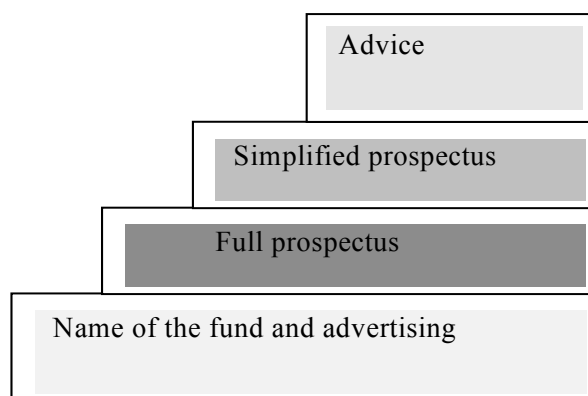 Advice
Simplified prospectus
Full prospectus
Name of the fund and advertising